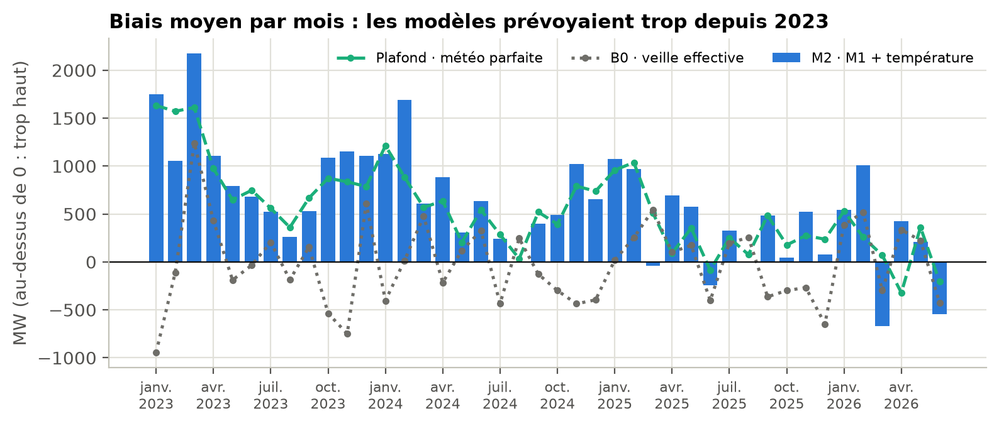 Biais moyen par mois : les modèles prévoyaient trop depuis 2023
Plafond · météo parfaite
B0 · veille effective
M2 · M1 + température
MW (au-dessus de 0 : trop haut)
2000
1500
1000
500
0
−500
−1000
janv. 2023
avr. 2023
juil. 2023
oct. 2023
janv. 2024
avr. 2024
juil. 2024
oct. 2024
janv. 2025
avr. 2025
juil. 2025
oct. 2025
janv. 2026
avr. 2026